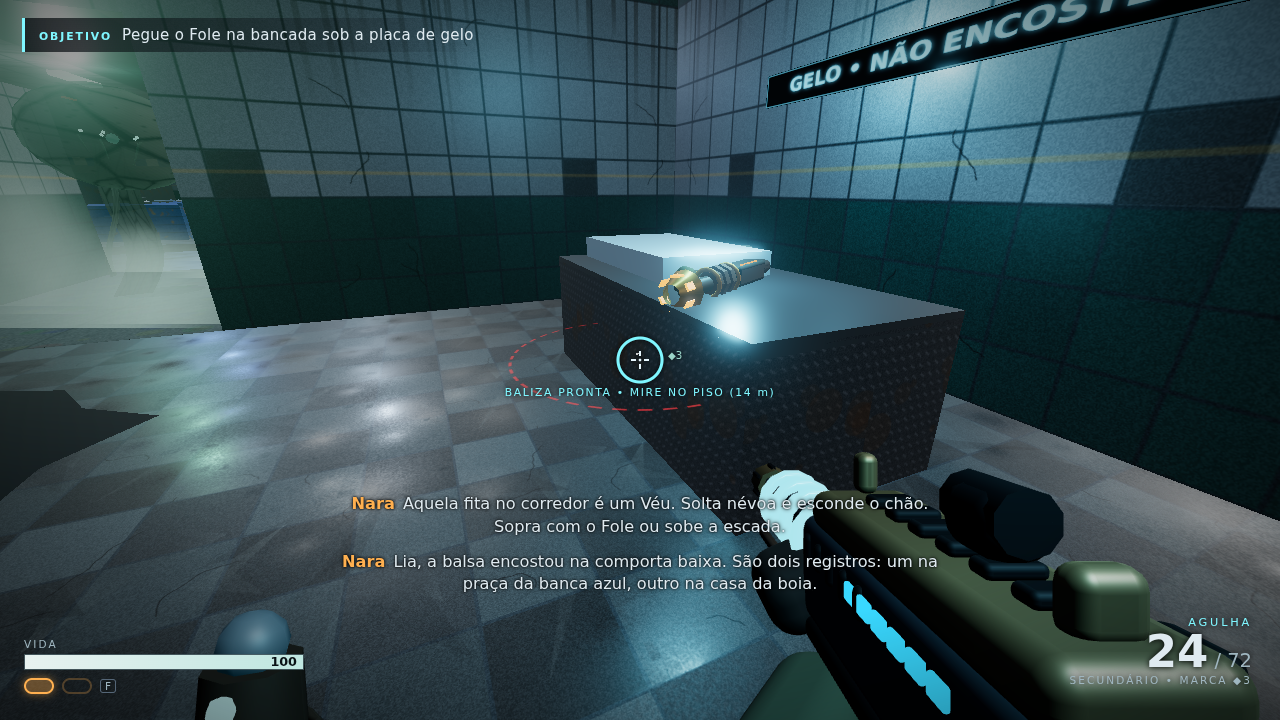 OBJETIVO Pegue o Fole na bancada sob a placa de gelo
GELO • NÃO ENCOSTE
◆3
BALIZA PRONTA • MIRE NO PISO (14 m)
Nara Aquela fita no corredor é um Véu. Solta névoa e esconde o chão.
Sopra com o Fole ou sobe a escada.
Nara Lia, a balsa encostou na comporta baixa. São dois registros: um na
praça da banca azul, outro na casa da boia.
VIDA
100
F
AGULHA
24 / 72
SECUNDÁRIO • MARCA ◆3